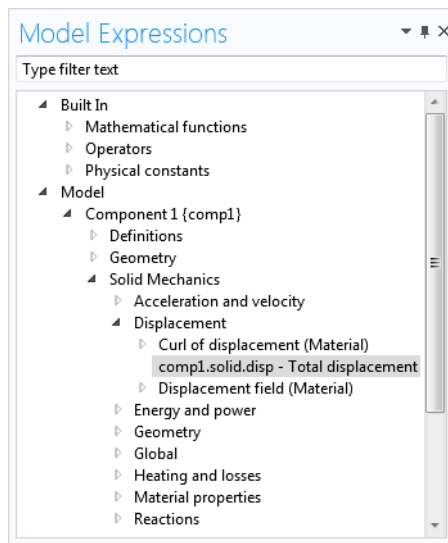 Model Expressions
Type filter text
Built In
Mathematical functions
Operators
Physical constants
Model
Component 1 {comp1}
Definitions
Geometry
Solid Mechanics
Acceleration and velocity
Displacement
Curl of displacement (Material)
comp1.solid.disp - Total displacement
Displacement field (Material)
Energy and power
Geometry
Global
Heating and losses
Material properties
Reactions